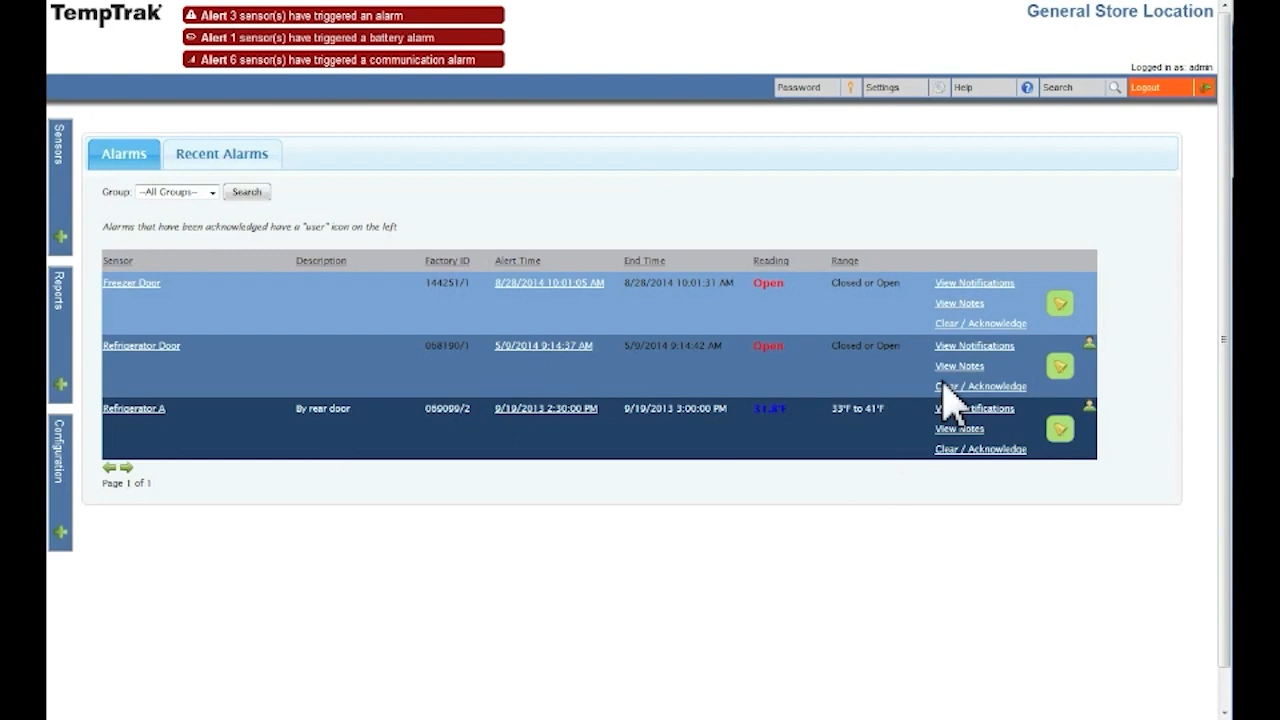 TempTrak
Alert 3 sensor(s) have triggered an alarm
Alert 1 sensor(s) have triggered a battery alarm
Alert 6 sensor(s) have triggered a communication alarm
General Store Location
Logged in as: admin
Password Settings Help Search Logout
Sensors
Reports
Configuration
Alarms Recent Alarms
Group: --All Groups-- Search
Alarms that have been acknowledged have a "user" icon on the left
Sensor Description Factory ID Alert Time End Time Reading Range
Freezer Door 144251/1 8/28/2014 10:01:05 AM 8/28/2014 10:01:31 AM Open Closed or Open View Notifications
View Notes
Clear / Acknowledge
Refrigerator Door 068190/1 5/9/2014 9:14:37 AM 5/9/2014 9:14:42 AM Open Closed or Open View Notifications
View Notes
Clear / Acknowledge
Refrigerator A By rear door 069099/2 9/19/2013 2:30:00 PM 9/19/2013 3:00:00 PM 33°F to 41°F
View Notes
Clear / Acknowledge
Page 1 of 1